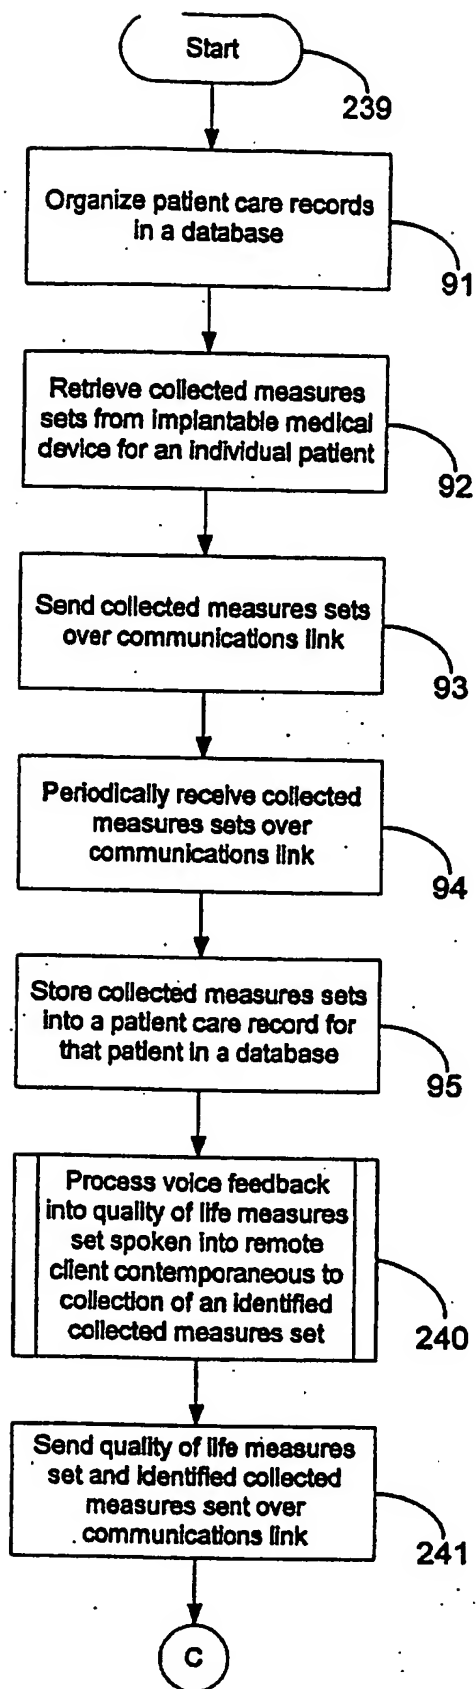 Start
239
Organize patient care records
in a database
91
Retrieve collected measures
sets from implantable medical
device for an individual patient
92
Send collected measures sets
over communications link
93
Periodically receive collected
measures sets over
communications link
94
Store collected measures sets
into a patient care record for
that patient in a database
95
Process voice feedback
into quality of life measures
set spoken into remote
client contemporaneous to
collection of an identified
collected measures set
240
Send quality of life measures
set and identified collected
measures sent over
communications link
241
C